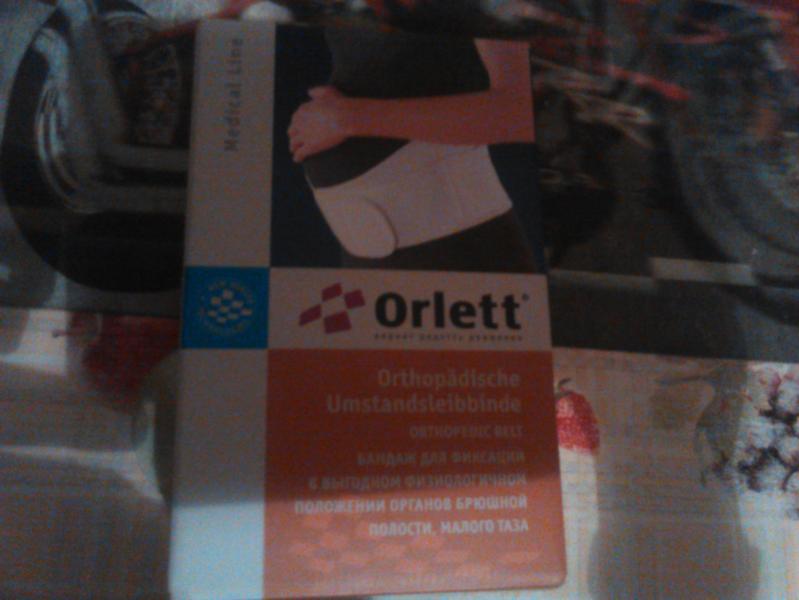 Medical Line
Orlett®
Orthopädische
Umstandsleibbinde
ORTHOPEDIC BELT
БАНДАЖ ДЛЯ ФИКСАЦИИ
В ВЫГОДНОМ ФИЗИОЛОГИЧНОМ
ПОЛОЖЕНИИ ОРГАНОВ БРЮШНОЙ
ПОЛОСТИ, МАЛОГО ТАЗА